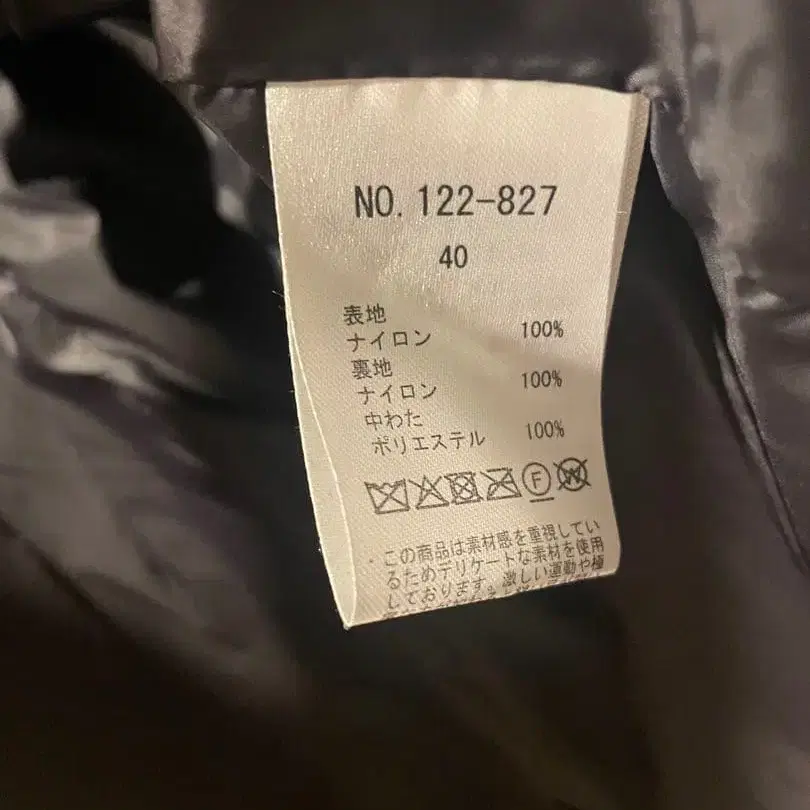 NO. 122-827
40
表地
ナイロン 100%
裏地
ナイロン 100%
中わた
ポリエステル 100%
F W
・この商品は素材感を重視してい
るためデリケートな素材を使用
しております。激しい運動や極